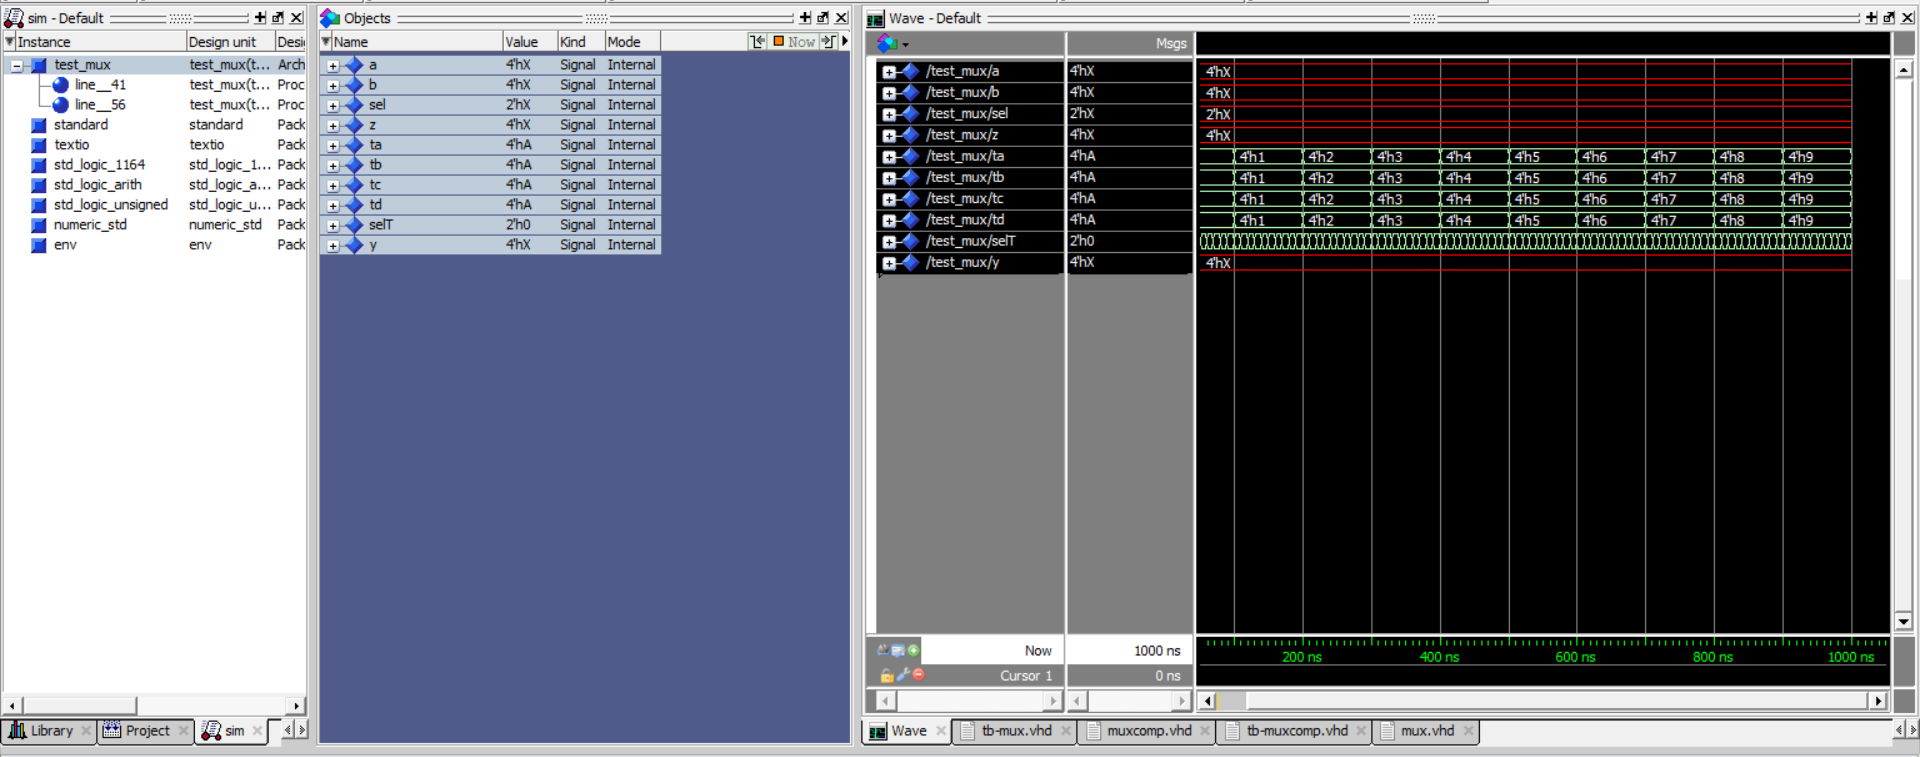 sim - Default
Instance Design unit Desi
test_mux test_mux(t... Arch
line__41 test_mux(t... Proc
line__56 test_mux(t... Proc
standard standard Pack
textio textio Pack
std_logic_1164 std_logic_1... Pack
std_logic_arith std_logic_a... Pack
std_logic_unsigned std_logic_u... Pack
numeric_std numeric_std Pack
env env Pack
Library Project sim
Objects
Name Value Kind Mode Now
a 4'hX Signal Internal
b 4'hX Signal Internal
sel 2'hX Signal Internal
z 4'hX Signal Internal
ta 4'hA Signal Internal
tb 4'hA Signal Internal
tc 4'hA Signal Internal
td 4'hA Signal Internal
selT 2'h0 Signal Internal
y 4'hX Signal Internal
Wave - Default
Msgs
/test_mux/a 4'hX 4'hX
/test_mux/b 4'hX 4'hX
/test_mux/sel 2'hX 2'hX
/test_mux/z 4'hX 4'hX
/test_mux/ta 4'hA 4'h1 4'h2 4'h3 4'h4 4'h5 4'h6 4'h7 4'h8 4'h9
/test_mux/tb 4'hA 4'h1 4'h2 4'h3 4'h4 4'h5 4'h6 4'h7 4'h8 4'h9
/test_mux/tc 4'hA 4'h1 4'h2 4'h3 4'h4 4'h5 4'h6 4'h7 4'h8 4'h9
/test_mux/td 4'hA 4'h1 4'h2 4'h3 4'h4 4'h5 4'h6 4'h7 4'h8 4'h9
/test_mux/selT 2'h0
/test_mux/y 4'hX 4'hX
Now 1000 ns 200 ns 400 ns 600 ns 800 ns 1000 ns
Cursor 1 0 ns
Wave tb-mux.vhd muxcomp.vhd tb-muxcomp.vhd mux.vhd